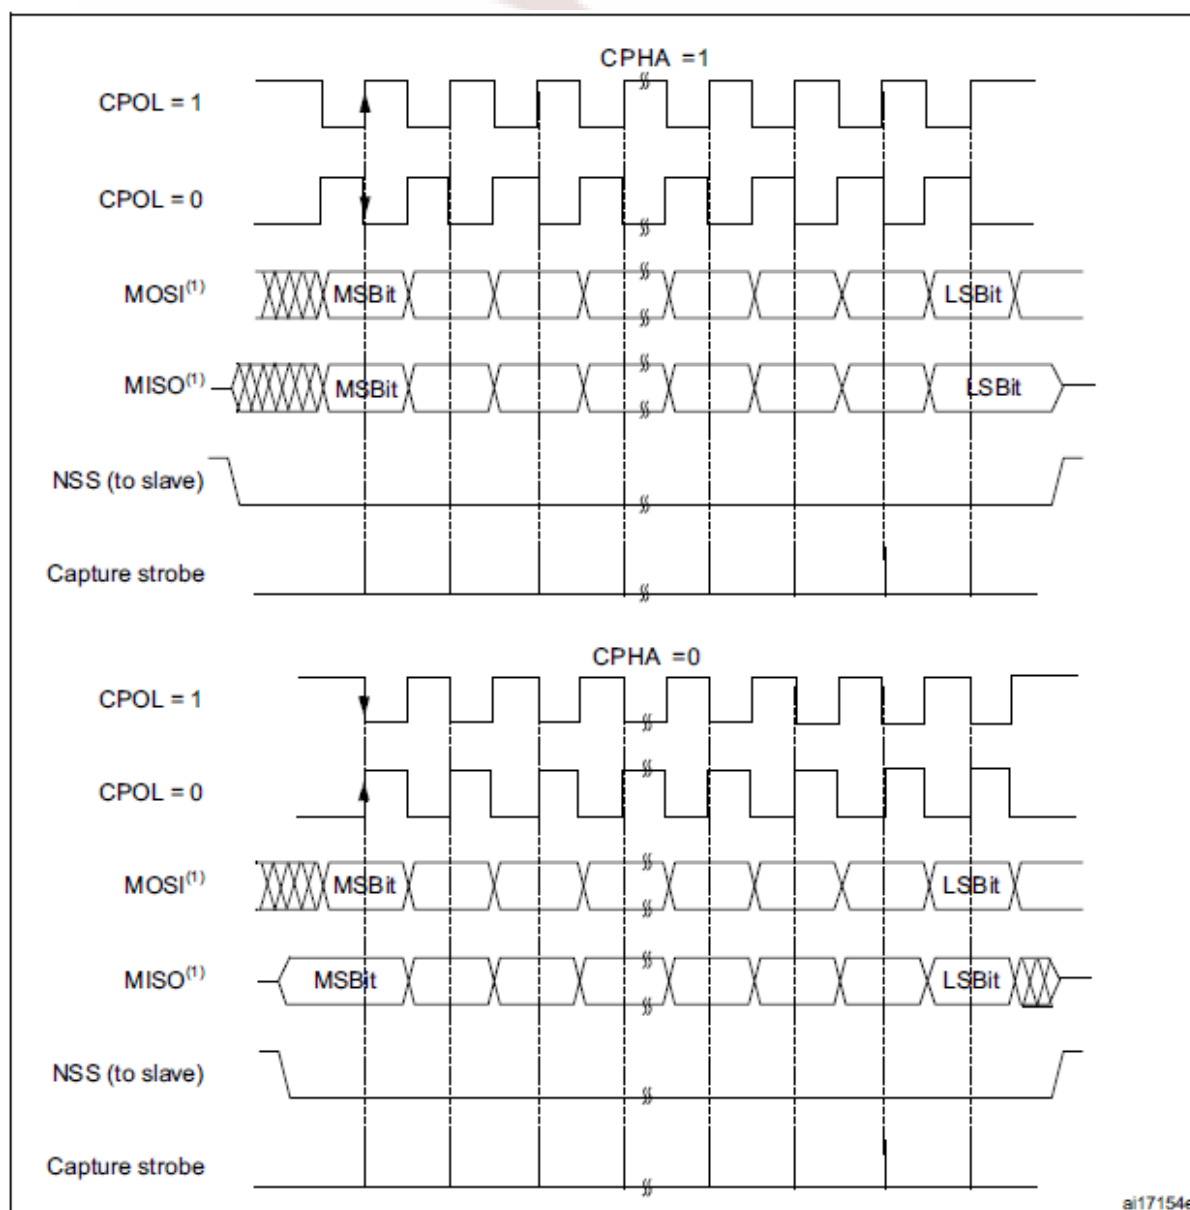 CPHA =1
CPOL = 1
CPOL = 0
MOSI(1) MSBit LSBit
MISO(1) MSBit LSBit
NSS (to slave)
Capture strobe
CPHA =0
CPOL = 1
CPOL = 0
MOSI(1) MSBit LSBit
MISO(1) MSBit LSBit
NSS (to slave)
Capture strobe
ai17154e